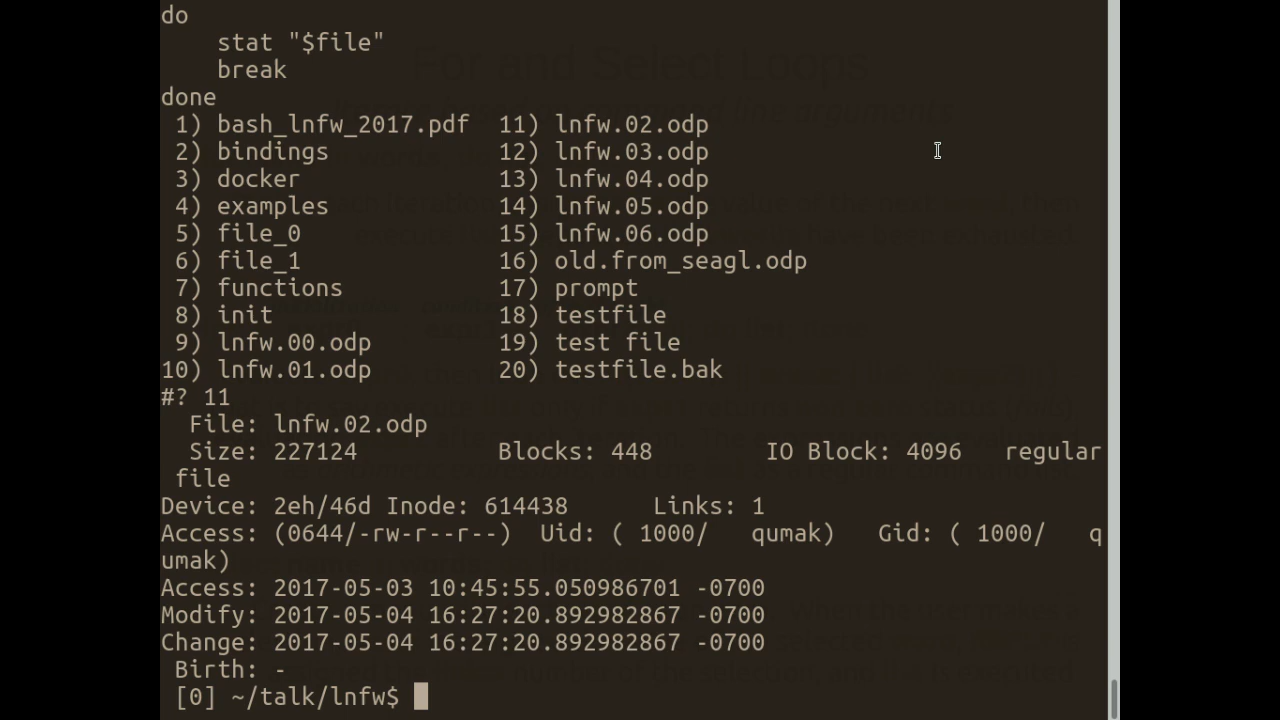 do
    stat "$file"
    break
done
 1) bash_lnfw_2017.pdf  11) lnfw.02.odp
 2) bindings            12) lnfw.03.odp
 3) docker              13) lnfw.04.odp
 4) examples            14) lnfw.05.odp
 5) file_0              15) lnfw.06.odp
 6) file_1              16) old.from_seagl.odp
 7) functions           17) prompt
 8) init                18) testfile
 9) lnfw.00.odp         19) test file
10) lnfw.01.odp         20) testfile.bak
#? 11
  File: lnfw.02.odp
  Size: 227124          Blocks: 448        IO Block: 4096   regular
 file
Device: 2eh/46d Inode: 614438      Links: 1
Access: (0644/-rw-r--r--)  Uid: ( 1000/   qumak)   Gid: ( 1000/   q
umak)
Access: 2017-05-03 10:45:55.050986701 -0700
Modify: 2017-05-04 16:27:20.892982867 -0700
Change: 2017-05-04 16:27:20.892982867 -0700
 Birth: -
 [0] ~/talk/lnfw$
For and Select Loops